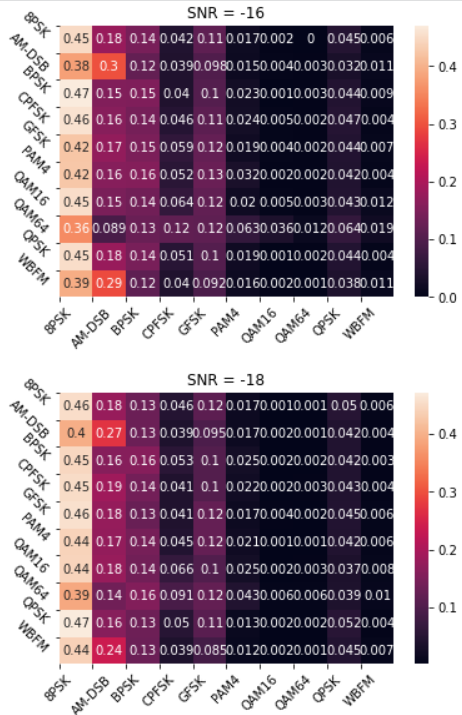 SNR = -16
8PSK 0.45 0.18 0.14 0.042 0.11 0.017 0.002 0 0.045 0.006
AM-DSB 0.38 0.3 0.12 0.039 0.098 0.015 0.004 0.003 0.032 0.011
BPSK 0.47 0.15 0.15 0.04 0.1 0.023 0.001 0.003 0.044 0.009
CPFSK 0.46 0.16 0.14 0.046 0.11 0.024 0.005 0.002 0.047 0.004
GFSK 0.42 0.17 0.15 0.059 0.12 0.019 0.004 0.002 0.044 0.007
PAM4 0.42 0.16 0.16 0.052 0.13 0.032 0.002 0.002 0.042 0.004
QAM16 0.45 0.15 0.14 0.064 0.12 0.02 0.005 0.003 0.043 0.012
QAM64 0.36 0.089 0.13 0.12 0.12 0.063 0.036 0.012 0.064 0.019
QPSK 0.45 0.18 0.14 0.051 0.1 0.019 0.001 0.002 0.044 0.004
WBFM 0.39 0.29 0.12 0.04 0.092 0.016 0.002 0.001 0.038 0.011
8PSK AM-DSB BPSK CPFSK GFSK PAM4 QAM16 QAM64 QPSK WBFM
0.4
0.3
0.2
0.1
0.0
SNR = -18
8PSK 0.46 0.18 0.13 0.046 0.12 0.017 0.001 0.001 0.05 0.006
AM-DSB 0.4 0.27 0.13 0.039 0.095 0.017 0.002 0.001 0.042 0.004
BPSK 0.45 0.16 0.16 0.053 0.1 0.025 0.002 0.002 0.042 0.003
CPFSK 0.45 0.19 0.14 0.041 0.1 0.022 0.002 0.003 0.043 0.004
GFSK 0.46 0.18 0.13 0.041 0.12 0.017 0.004 0.002 0.045 0.006
PAM4 0.44 0.17 0.14 0.045 0.12 0.021 0.001 0.001 0.042 0.006
QAM16 0.44 0.18 0.14 0.066 0.1 0.025 0.002 0.003 0.037 0.008
QAM64 0.39 0.14 0.16 0.091 0.12 0.043 0.006 0.006 0.039 0.01
QPSK 0.47 0.16 0.13 0.05 0.11 0.013 0.002 0.002 0.052 0.004
WBFM 0.44 0.24 0.13 0.039 0.085 0.012 0.002 0.001 0.045 0.007
8PSK AM-DSB BPSK CPFSK GFSK PAM4 QAM16 QAM64 QPSK WBFM
0.4
0.3
0.2
0.1